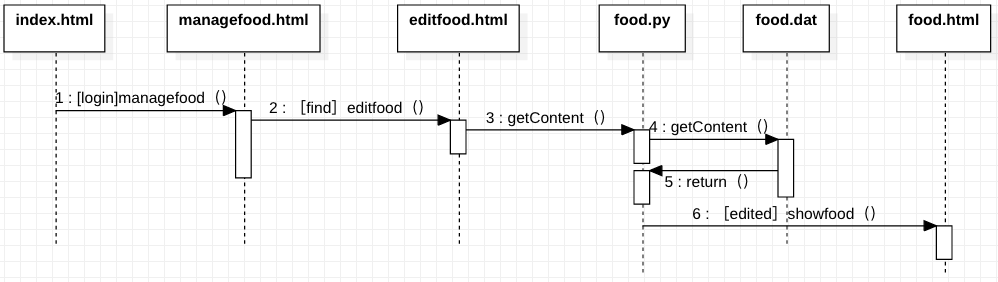 index.html
managefood.html
editfood.html
food.py
food.dat
food.html
1 : [login]managefood（）
2 : ［find］editfood（）
3 : getContent（）
4 : getContent（）
5 : return（）
6 : ［edited］showfood（）